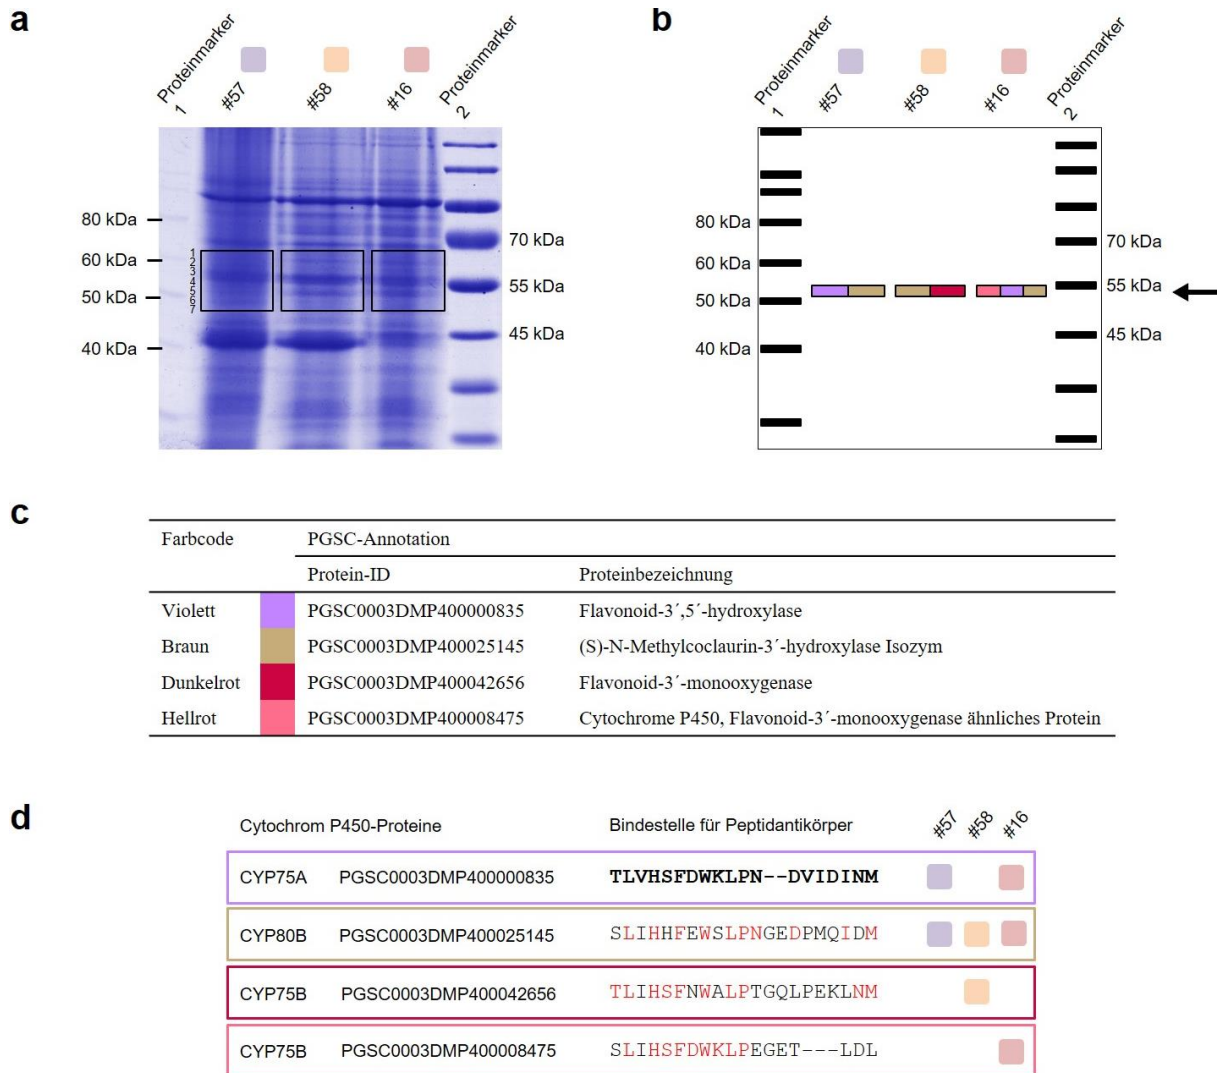 a
Proteinmarker
1
#57
#58
#16
Proteinmarker
2
80 kDa
60 kDa
50 kDa
40 kDa
1
2
3
4
5
6
7
70 kDa
55 kDa
45 kDa
b
Proteinmarker
1
#57
#58
#16
Proteinmarker
2
80 kDa
60 kDa
50 kDa
40 kDa
70 kDa
55 kDa
45 kDa
c
Farbcode PGSC-Annotation
Protein-ID Proteinbezeichnung
Violett PGSC0003DMP400000835 Flavonoid-3´,5´-hydroxylase
Braun PGSC0003DMP400025145 (S)-N-Methylcoclaurin-3´-hydroxylase Isozym
Dunkelrot PGSC0003DMP400042656 Flavonoid-3´-monooxygenase
Hellrot PGSC0003DMP400008475 Cytochrome P450, Flavonoid-3´-monooxygenase ähnliches Protein
d
Cytochrom P450-Proteine Bindestelle für Peptidantikörper #57 #58 #16
CYP75A PGSC0003DMP400000835 TLVHSFDWKLPN--DVIDINM
CYP80B PGSC0003DMP400025145 SLIHHFEWSLPNGEDPMQIDM
CYP75B PGSC0003DMP400042656 TLIHSFNWALPTGQLPEKLNM
CYP75B PGSC0003DMP400008475 SLIHSFDWKLPEGET---LDL